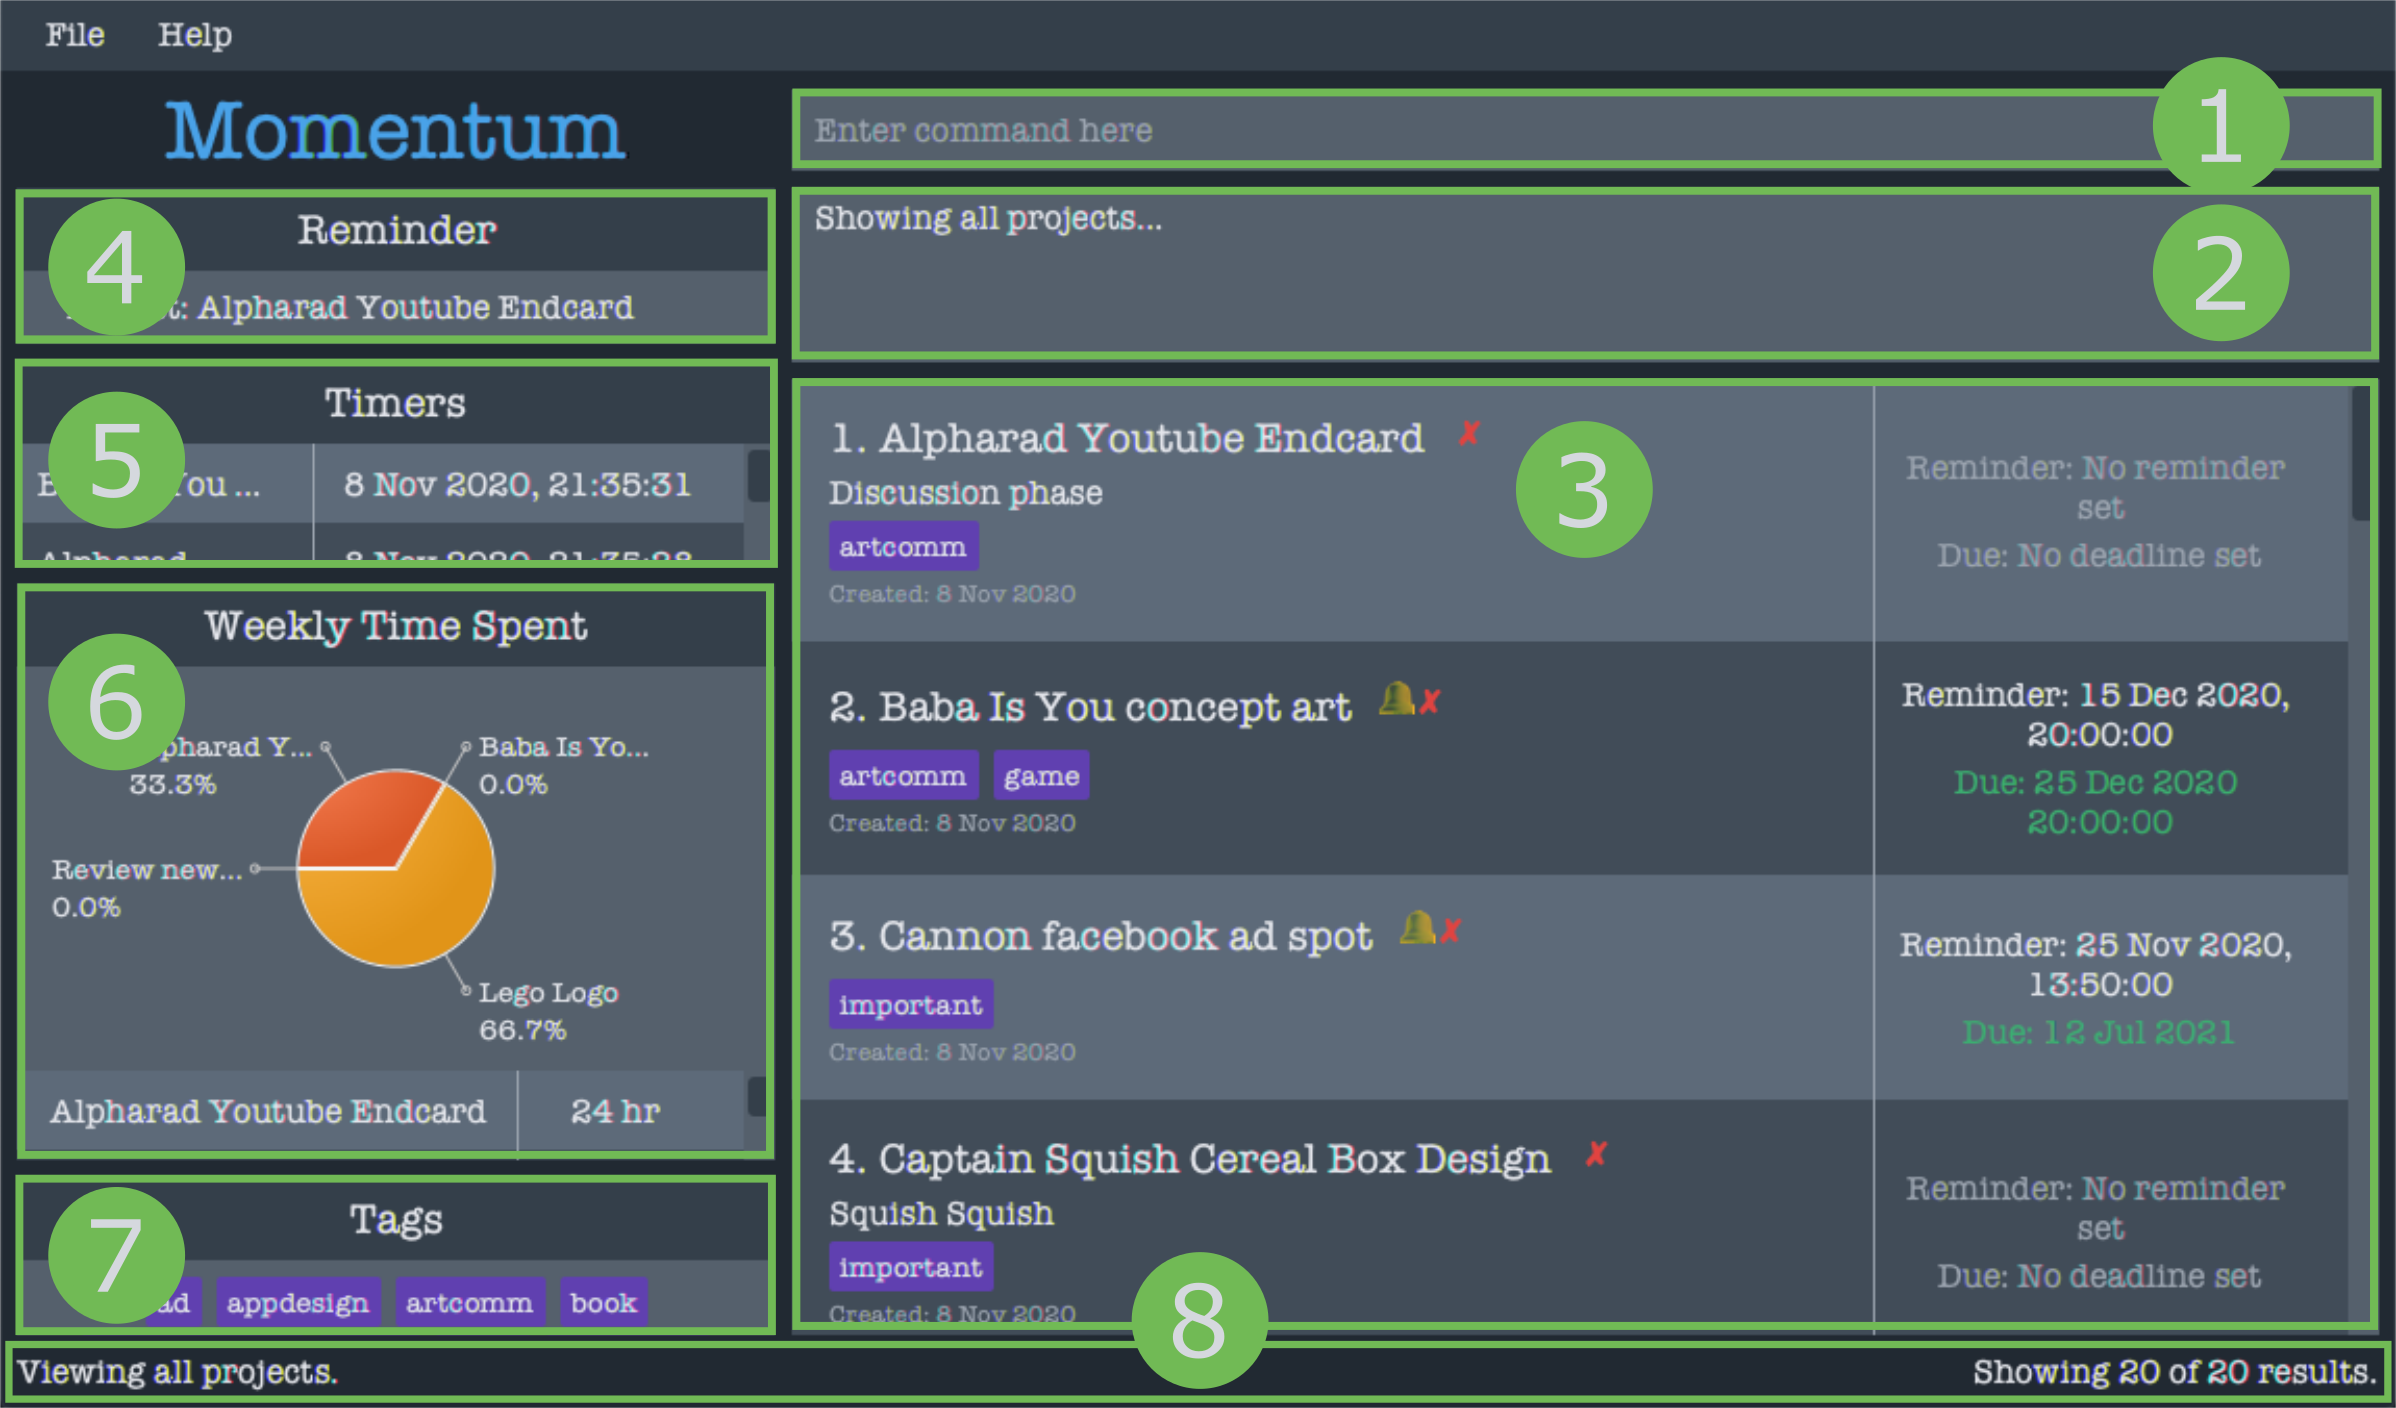 File Help
Momentum
Enter command here
1
Showing all projects...
2
Reminder
4
t: Alpharad Youtube Endcard
Timers
5
You ... 8 Nov 2020, 21:35:31
Alpharad 8 Nov 2020, 21:35:28
Weekly Time Spent
6
pharad Y...
33.3%
Baba Is Yo...
0.0%
Review new...
0.0%
Lego Logo
66.7%
Alpharad Youtube Endcard 24 hr
Tags
7
ad appdesign artcomm book
3
1. Alpharad Youtube Endcard ✗
Discussion phase
artcomm
Created: 8 Nov 2020
Reminder: No reminder
set
Due: No deadline set
2. Baba Is You concept art ✗
artcomm game
Created: 8 Nov 2020
Reminder: 15 Dec 2020,
20:00:00
Due: 25 Dec 2020
20:00:00
3. Cannon facebook ad spot ✗
important
Created: 8 Nov 2020
Reminder: 25 Nov 2020,
13:50:00
Due: 12 Jul 2021
4. Captain Squish Cereal Box Design ✗
Squish Squish
important
Created: 8 Nov 2020
Reminder: No reminder
set
Due: No deadline set
8
Viewing all projects.
Showing 20 of 20 results.